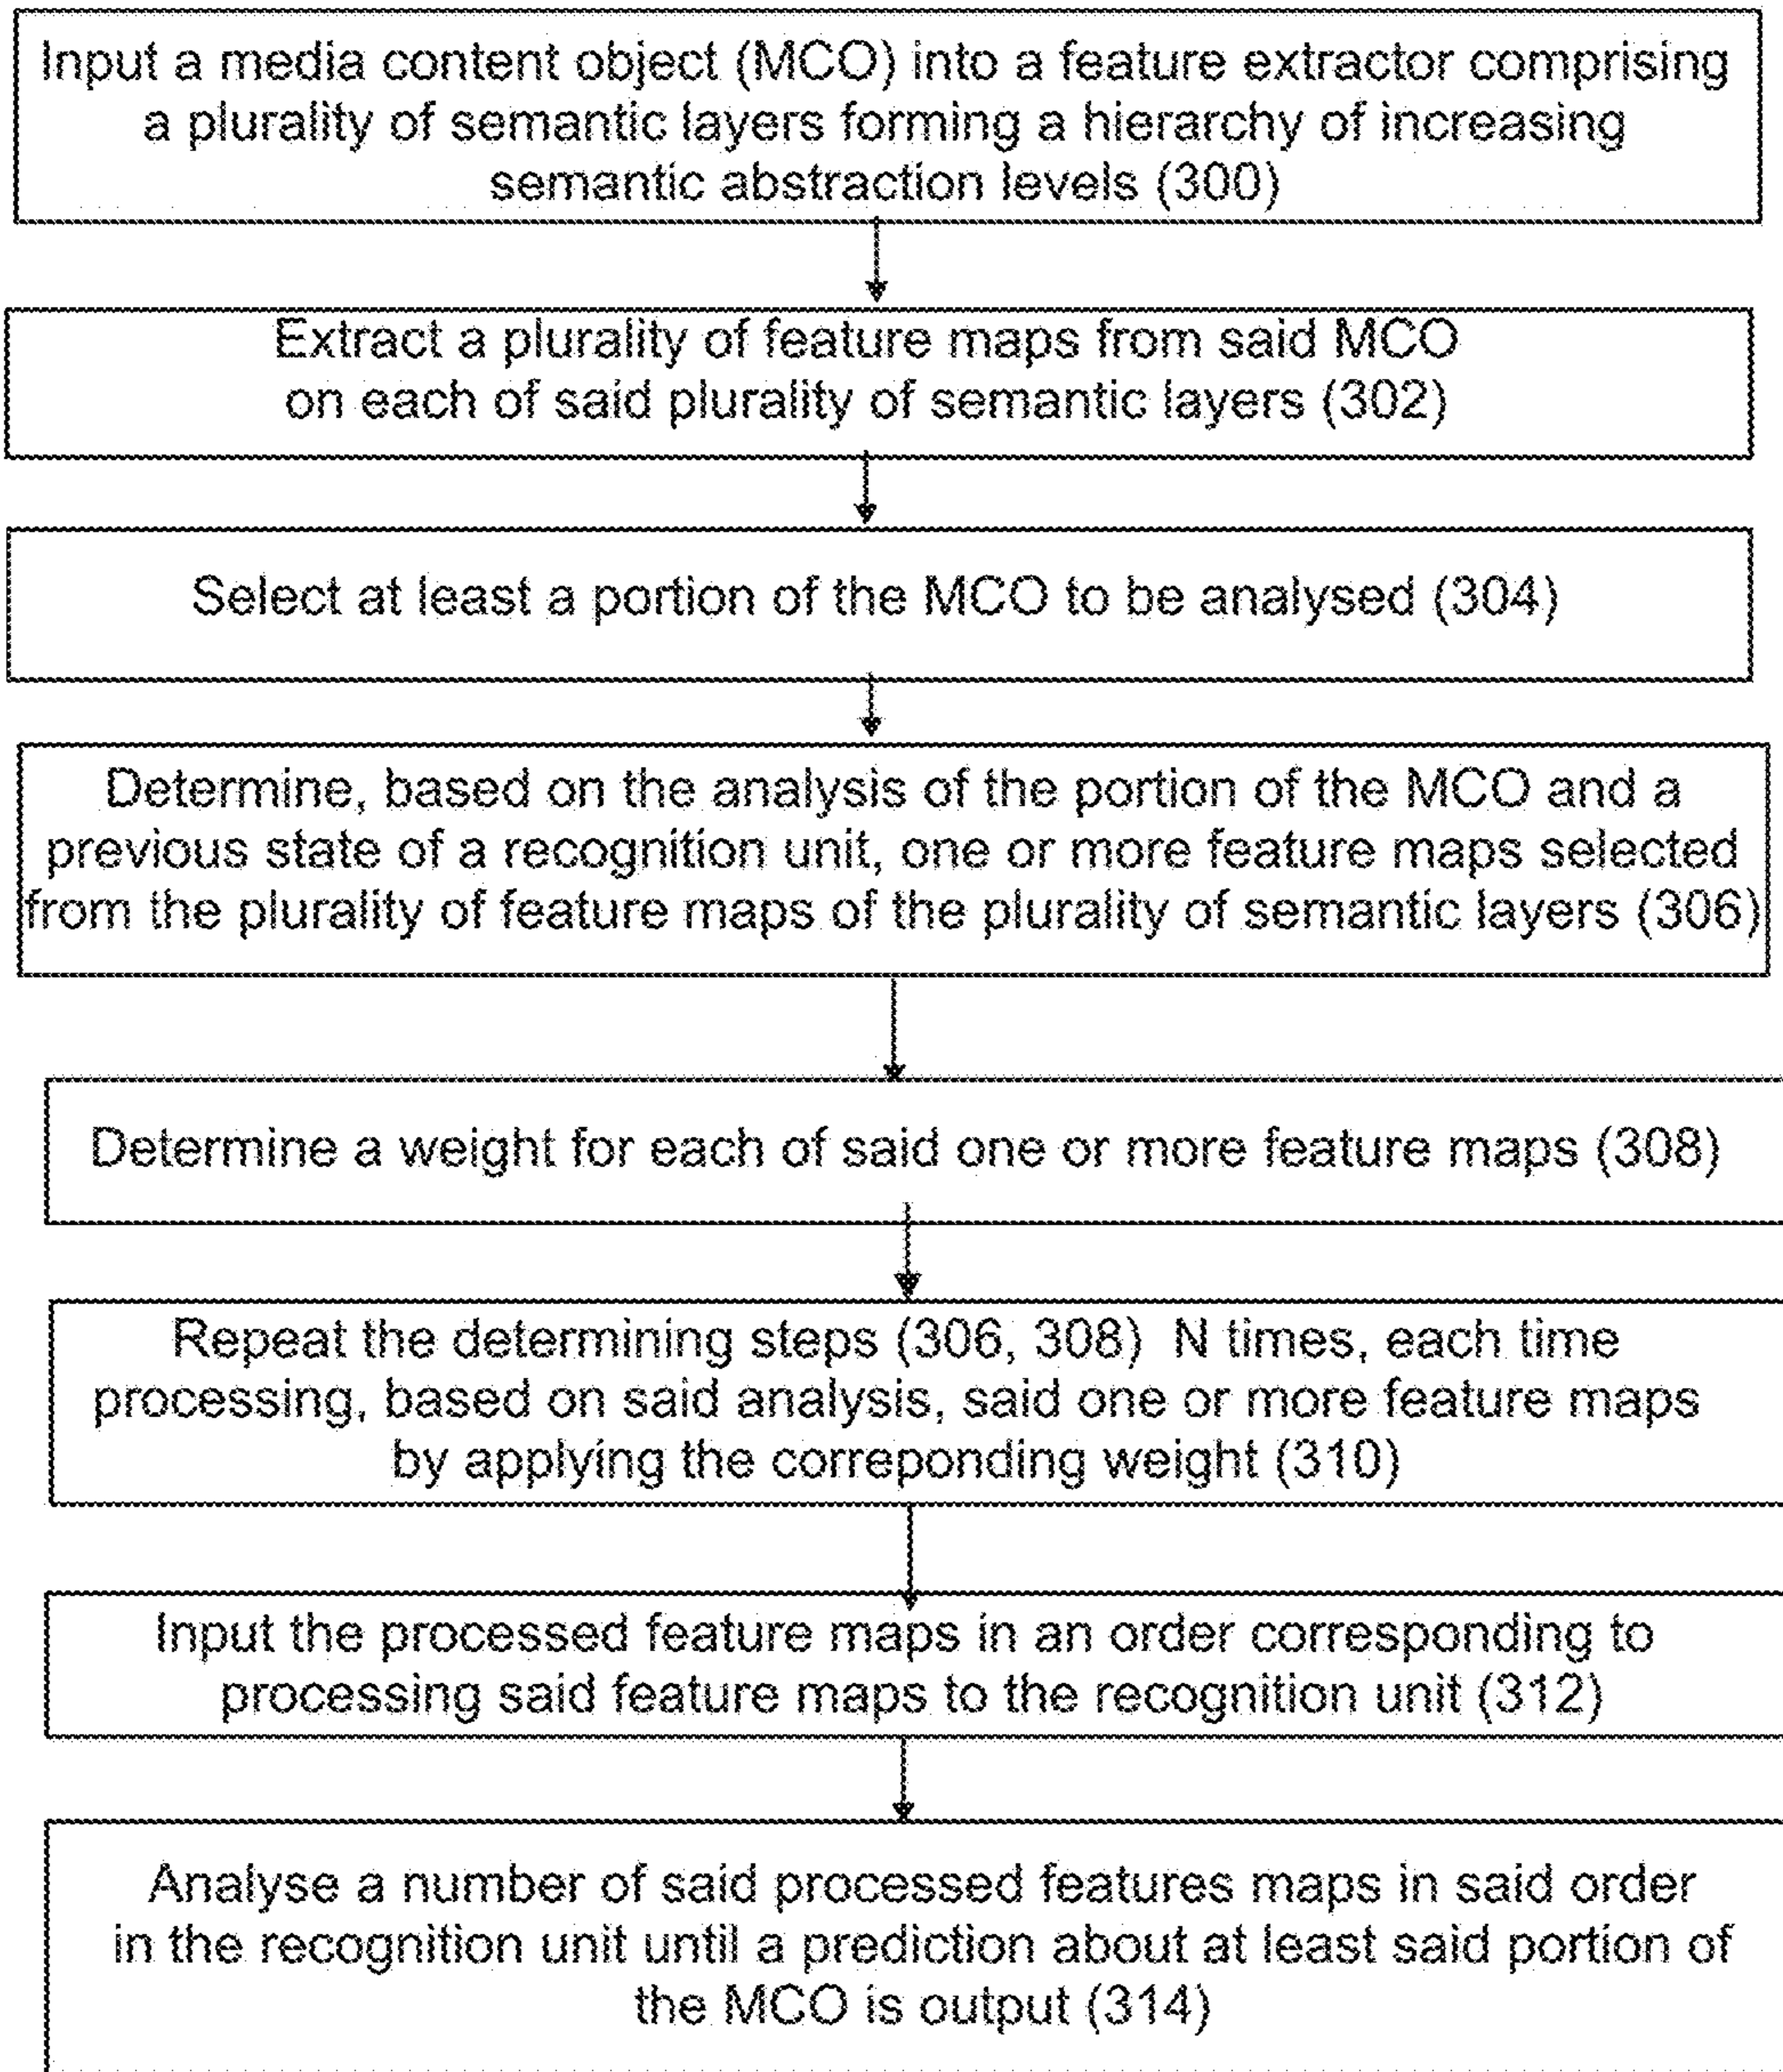 Input a media content object (MCO) into a feature extractor comprising
a plurality of semantic layers forming a hierarchy of increasing
semantic abstraction levels (300)
Extract a plurality of feature maps from said MCO
on each of said plurality of semantic layers (302)
Select at least a portion of the MCO to be analysed (304)
Determine, based on the analysis of the portion of the MCO and a
previous state of a recognition unit, one or more feature maps selected
from the plurality of feature maps of the plurality of semantic layers (306)
Determine a weight for each of said one or more feature maps (308)
Repeat the determining steps (306, 308) N times, each time
processing, based on said analysis, said one or more feature maps
by applying the correponding weight (310)
Input the processed feature maps in an order corresponding to
processing said feature maps to the recognition unit (312)
Analyse a number of said processed features maps in said order
in the recognition unit until a prediction about at least said portion of
the MCO is output (314)